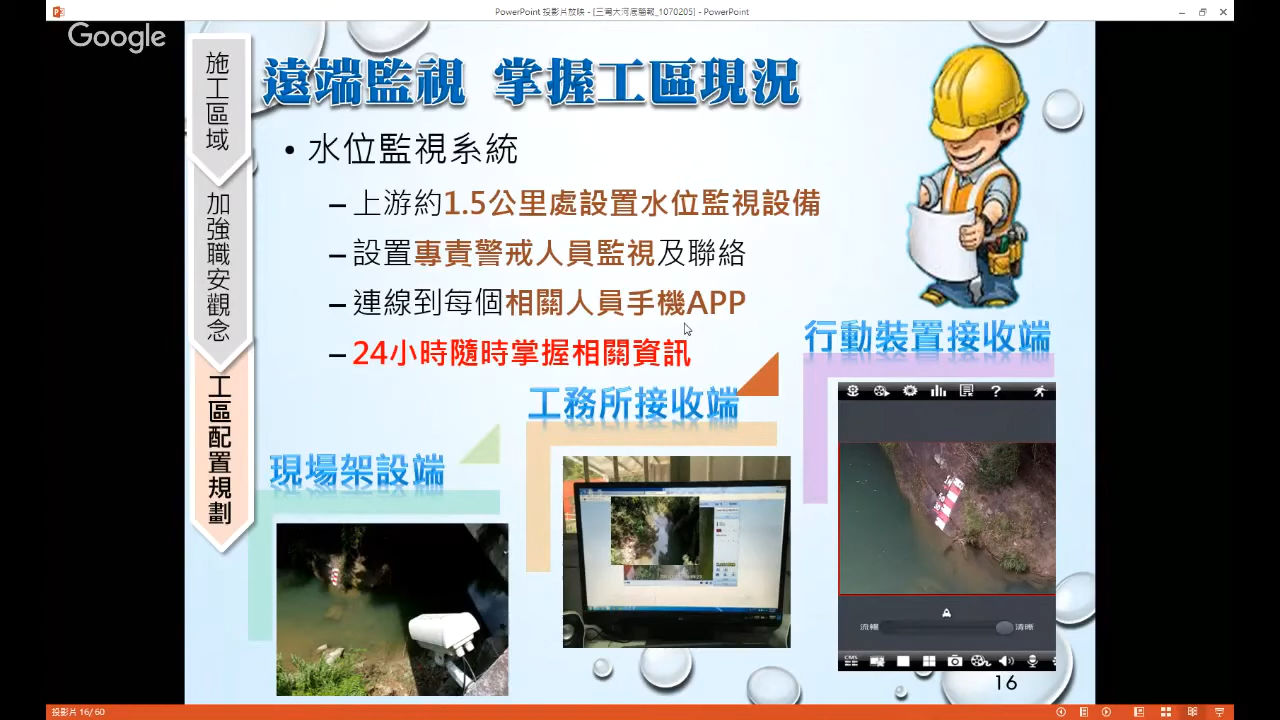 PowerPoint 投影片放映 - [三灣大河底簡報_1070205] - PowerPoint
Google
施工區域
加強職安觀念
工區配置規劃
遠端監視 掌握工區現況
• 水位監視系統
– 上游約1.5公里處設置水位監視設備
– 設置專責警戒人員監視及聯絡
– 連線到每個相關人員手機APP
– 24小時隨時掌握相關資訊
現場架設端
工務所接收端
行動裝置接收端
流暢
清晰
CMS
16
投影片 16/60